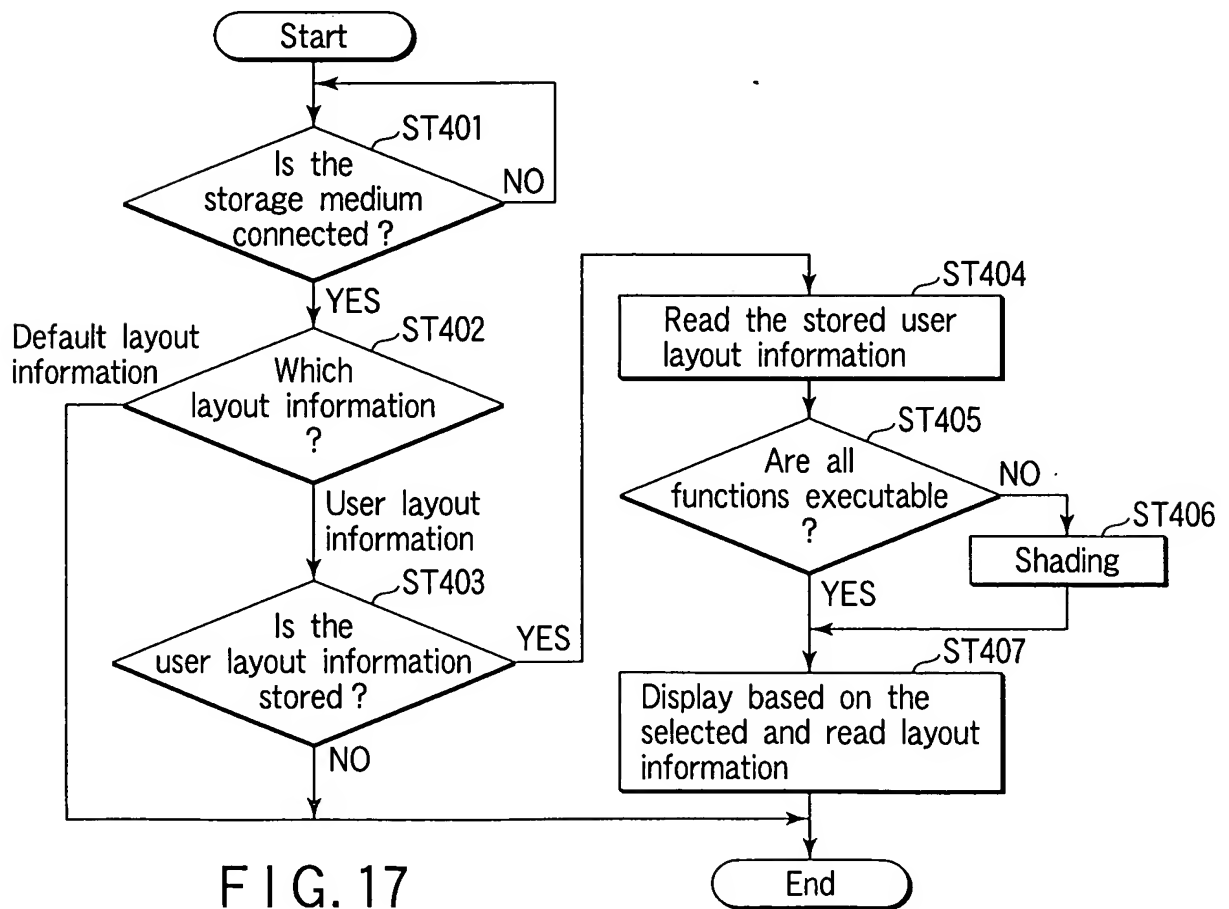 Start
ST401
Is the
storage medium
connected?
NO
YES
Default layout
information
ST402
Which
layout information
?
User layout
information
ST403
Is the
user layout information
stored?
YES
NO
ST404
Read the stored user
layout information
ST405
Are all
functions executable
?
NO
ST406
Shading
YES
ST407
Display based on the
selected and read layout
information
End
FIG. 17